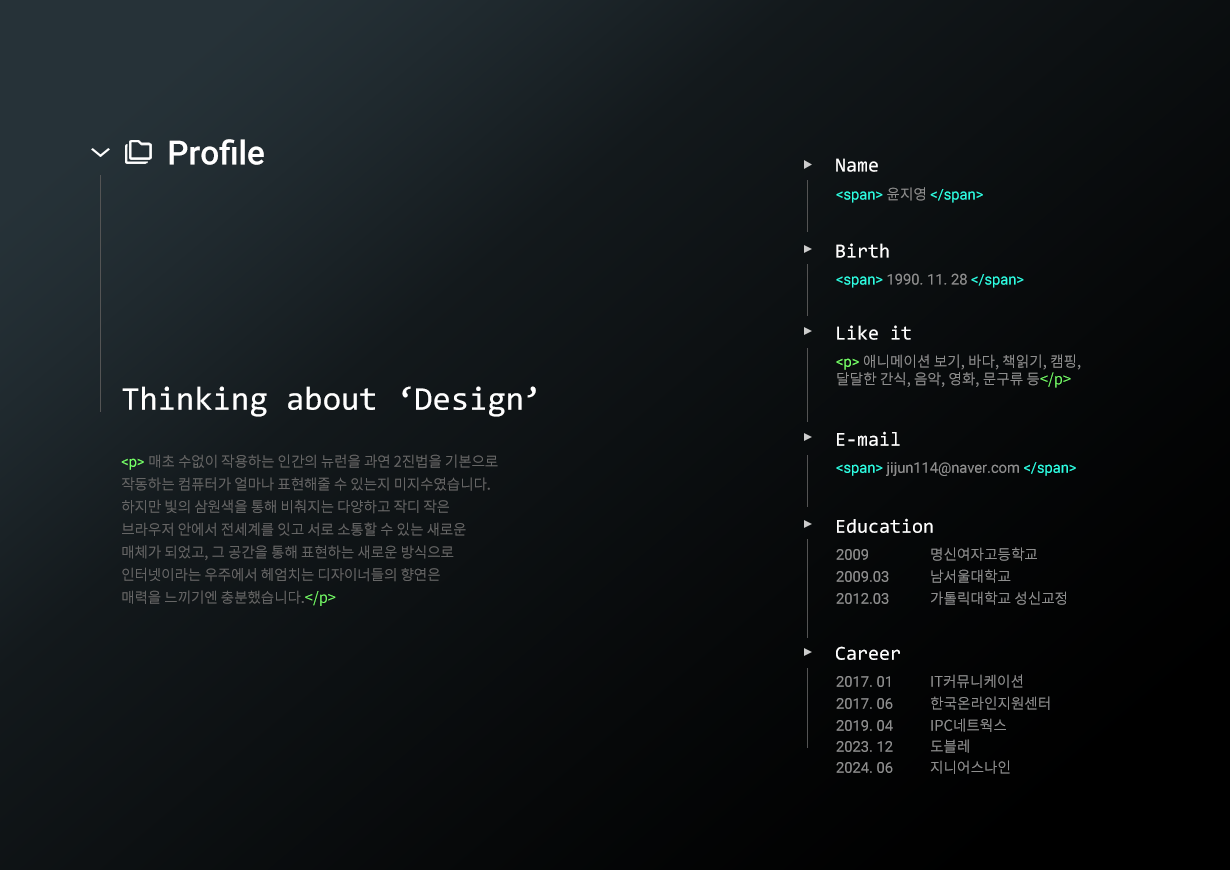 Profile
Thinking about ‘Design’
<p> 매초 수없이 작용하는 인간의 뉴런을 과연 2진법을 기본으로
작동하는 컴퓨터가 얼마나 표현해줄 수 있는지 미지수였습니다.
하지만 빛의 삼원색을 통해 비춰지는 다양하고 작디 작은
브라우저 안에서 전세계를 잇고 서로 소통할 수 있는 새로운
매체가 되었고, 그 공간을 통해 표현하는 새로운 방식으로
인터넷이라는 우주에서 헤엄치는 디자이너들의 향연은
매력을 느끼기엔 충분했습니다.</p>
Name
<span> 윤지영 </span>
Birth
<span> 1990. 11. 28 </span>
Like it
<p> 애니메이션 보기, 바다, 책읽기, 캠핑,
달달한 간식, 음악, 영화, 문구류 등</p>
E-mail
<span> jijun114@naver.com </span>
Education
2009 명신여자고등학교
2009.03 남서울대학교
2012.03 가톨릭대학교 성신교정
Career
2017. 01 IT커뮤니케이션
2017. 06 한국온라인지원센터
2019. 04 IPC네트웍스
2023. 12 도블레
2024. 06 지니어스나인